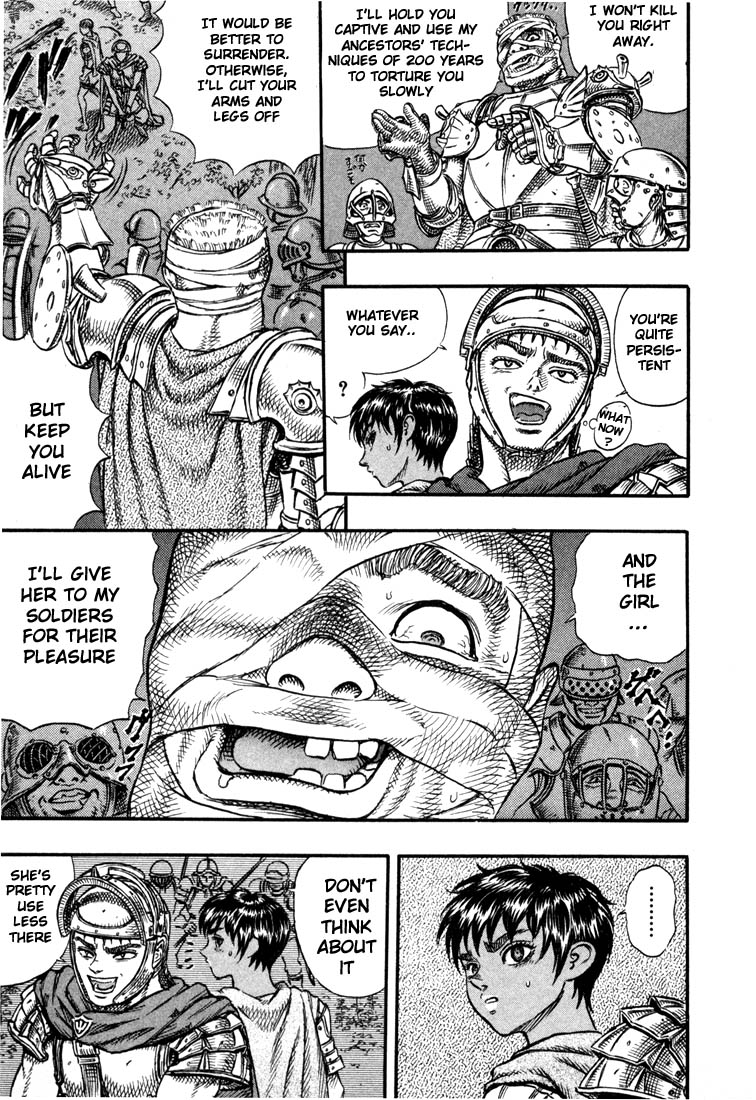 I WON'T KILL
YOU RIGHT
AWAY.
I'LL HOLD YOU
CAPTIVE AND USE MY
ANCESTORS' TECH-
NIQUES OF 200 YEARS
TO TORTURE YOU
SLOWLY
IT WOULD BE
BETTER TO
SURRENDER.
OTHERWISE,
I'LL CUT YOUR
ARMS AND
LEGS OFF
BUT
KEEP
YOU
ALIVE
YOU'RE
QUITE
PERSIS-
TENT
WHAT
NOW
?
WHATEVER
YOU SAY..
?
AND
THE
GIRL
...
I'LL GIVE
HER TO MY
SOLDIERS
FOR THEIR
PLEASURE
.........
DON'T
EVEN
THINK
ABOUT
IT
SHE'S
PRETTY
USE
LESS
THERE